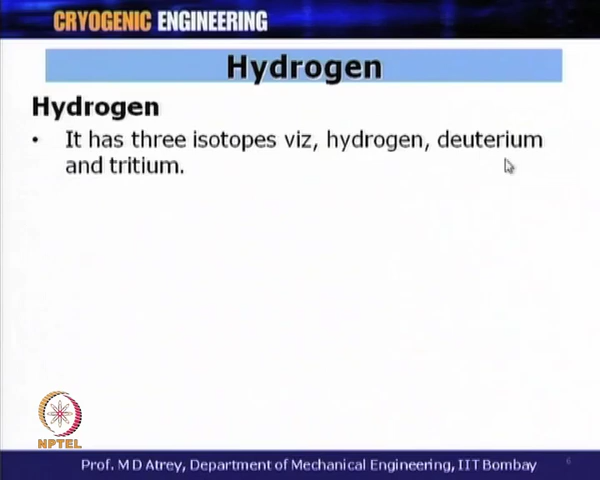 CRYOGENIC ENGINEERING
Hydrogen
Hydrogen
• It has three isotopes viz, hydrogen, deuterium
and tritium.
NPTEL
Prof. M D Atrey, Department of Mechanical Engineering, IIT Bombay
6